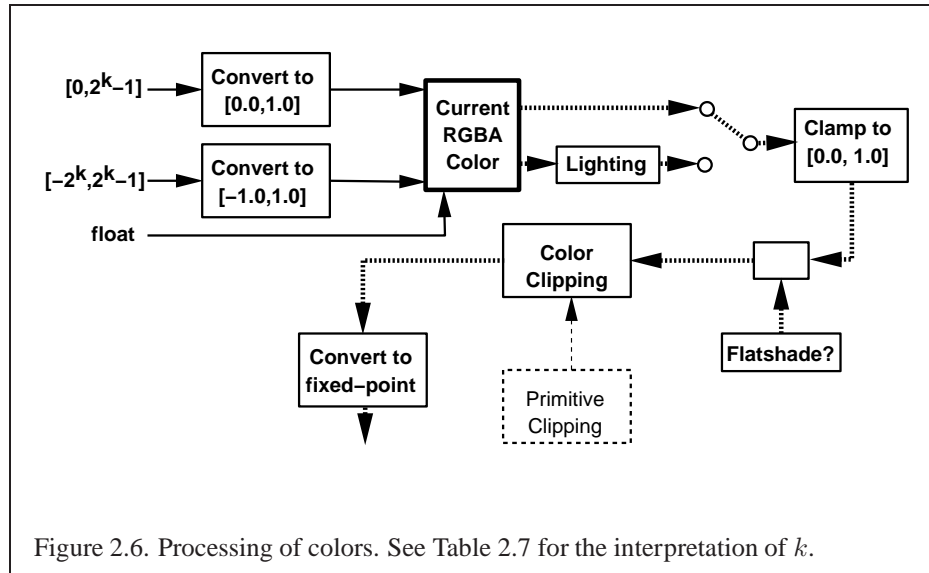 [0,2^k−1]
Convert to
[0.0,1.0]
Current
RGBA
Color
Clamp to
[0.0, 1.0]
[−2^k,2^k−1]
Convert to
[−1.0,1.0]
Lighting
float
Color
Clipping
Flatshade?
Convert to
fixed−point
Primitive
Clipping
Figure 2.6. Processing of colors. See Table 2.7 for the interpretation of k.